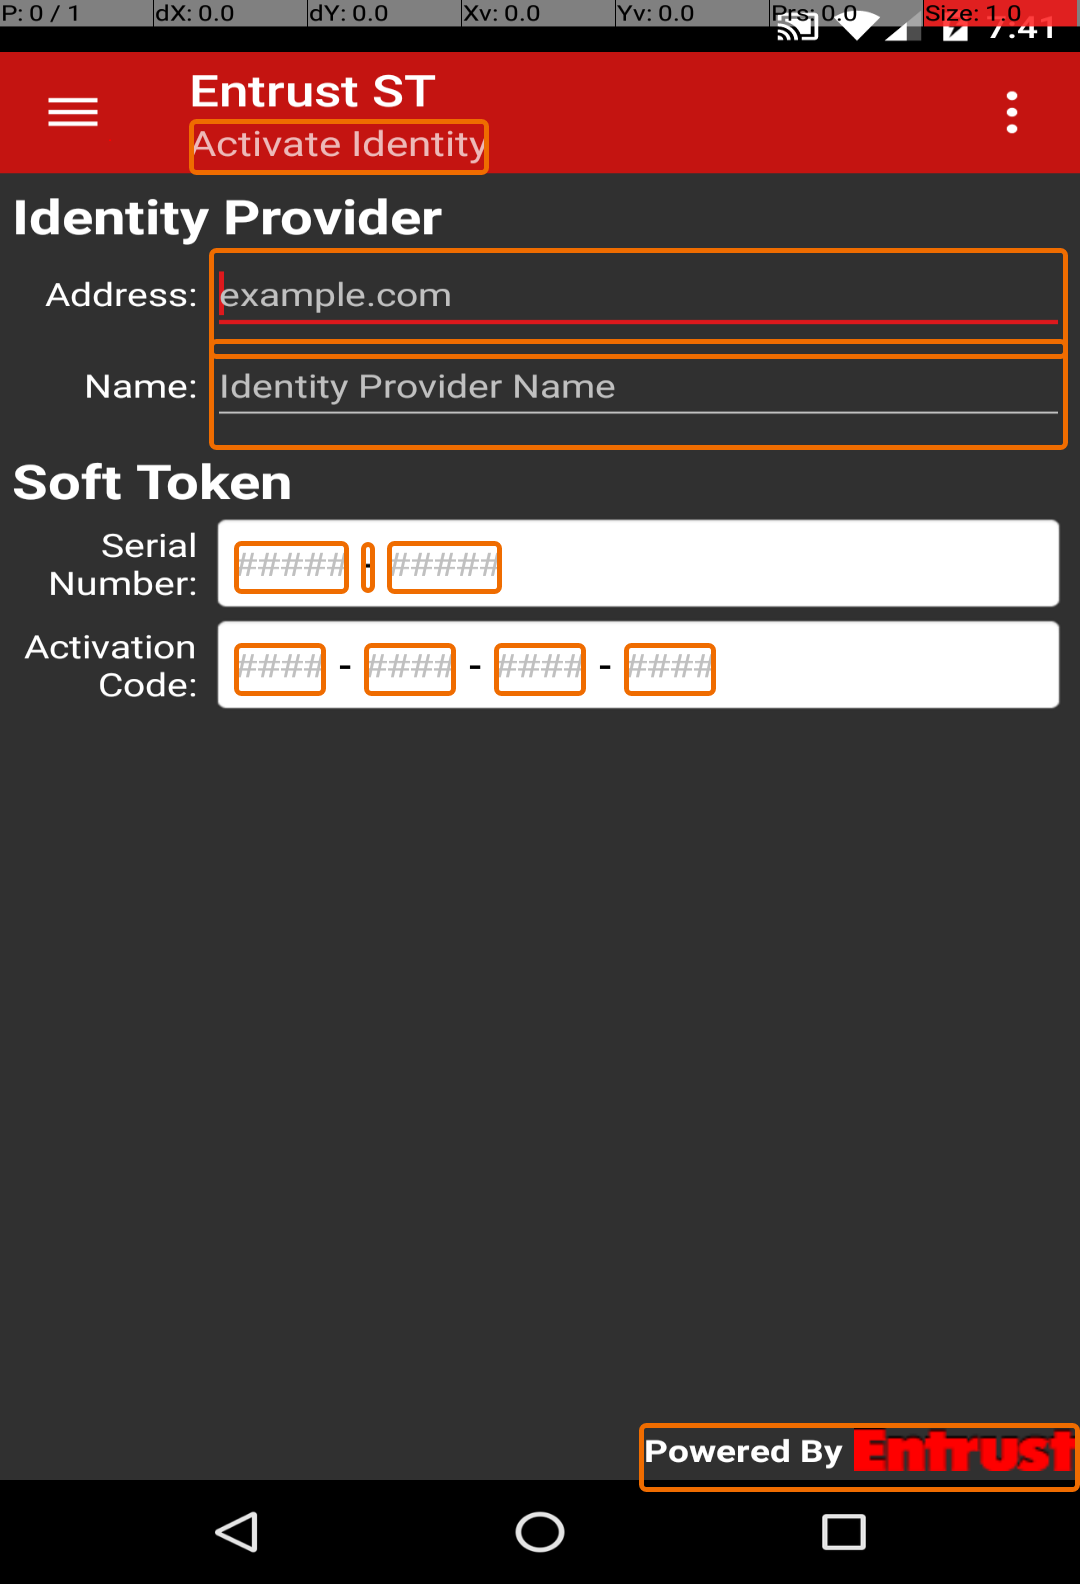 P: 0 / 1 dX: 0.0 dY: 0.0 Xv: 0.0 Yv: 0.0 Prs: 0.0 Size: 1.0
7:41
Entrust ST
Activate Identity
Identity Provider
Address: example.com
Name: Identity Provider Name
Soft Token
Serial
Number:
##### - #####
Activation
Code:
#### - #### - #### - ####
Powered By Entrust